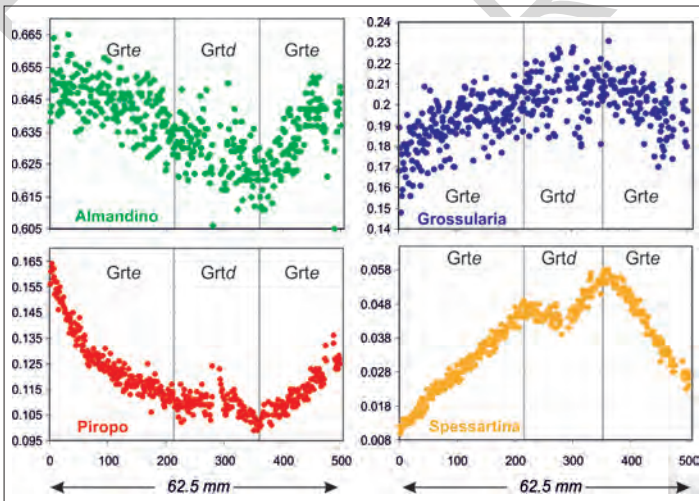 0.665
0.655
0.645
0.635
0.625
0.615
0.605
Grte
Grtd
Grte
Almandino
0.24
0.23
0.22
0.21
0.2
0.19
0.18
0.17
0.16
0.15
0.14
Grte
Grtd
Grte
Grossularia
0.165
0.155
0.145
0.135
0.125
0.115
0.105
0.095
Grte
Grtd
Grte
Piropo
0 100 200 300 400 500
62.5 mm
0.058
0.048
0.038
0.028
0.018
0.008
Grte
Grtd
Grte
Spessartina
0 100 200 300 400 500
62.5 mm